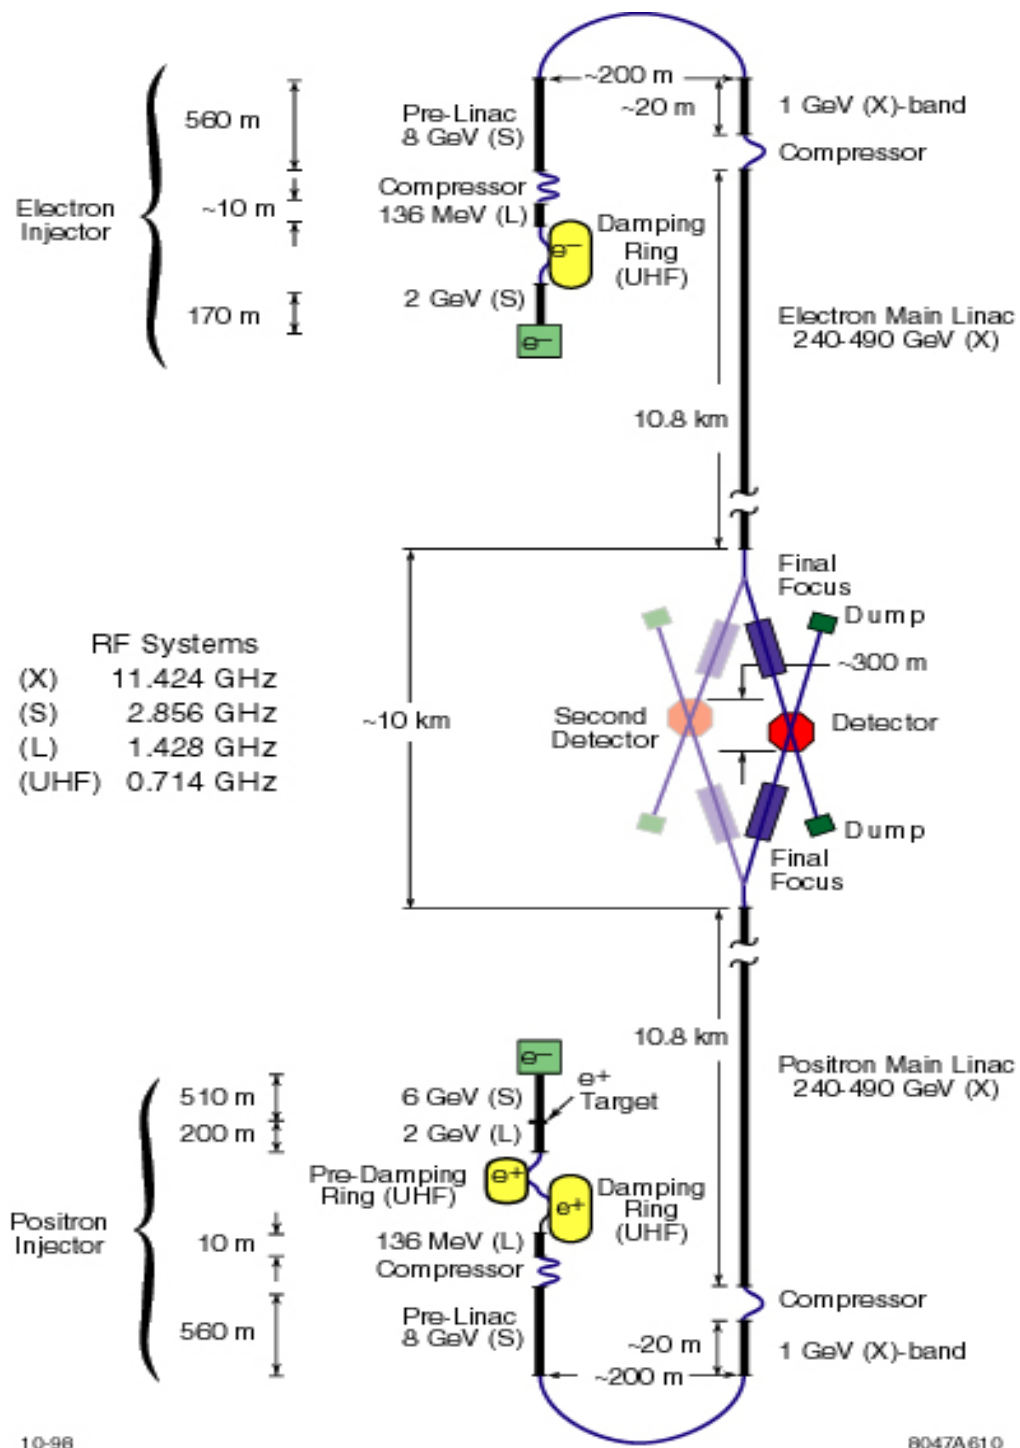 ~200 m
~20 m
1 GeV (X)-band
Compressor
560 m
Pre-Linac
8 GeV (S)
Compressor
136 MeV (L)
~10 m
Electron
Injector
Damping
Ring
(UHF)
e–
2 GeV (S)
170 m
e–
Electron Main Linac
240-490 GeV (X)
10.8 km
Final
Focus
Dump
~300 m
RF Systems
(X) 11.424 GHz
(S) 2.856 GHz
(L) 1.428 GHz
(UHF) 0.714 GHz
~10 km
Second
Detector
Detector
Dump
Final
Focus
10.8 km
Positron Main Linac
240-490 GeV (X)
e–
e+
Target
510 m
6 GeV (S)
200 m
2 GeV (L)
Pre-Damping
Ring (UHF)
e+
e+
Damping
Ring
(UHF)
Positron
Injector
10 m
136 MeV (L)
Compressor
560 m
Pre-Linac
8 GeV (S)
Compressor
~20 m
1 GeV (X)-band
~200 m
10-98
8047A610